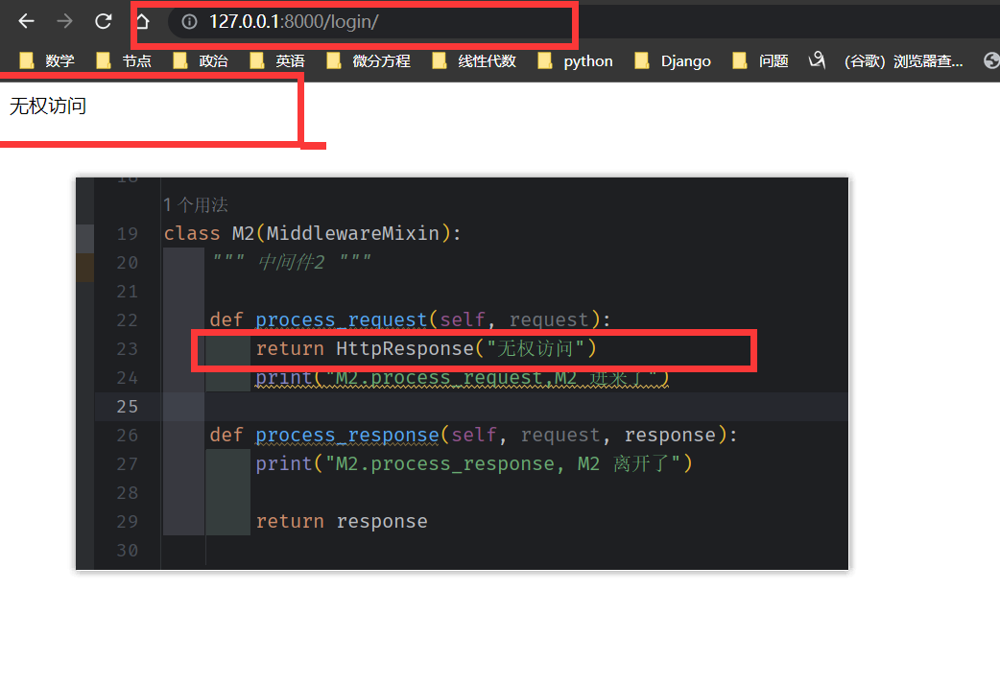 127.0.0.1:8000/login/
数学 节点 政治 英语 微分方程 线性代数 python Django 问题 (谷歌) 浏览器查...
无权访问
18
1 个用法
19 class M2(MiddlewareMixin):
20 """ 中间件2 """
21
22 def process_request(self, request):
23 return HttpResponse("无权访问")
24 print("M2.process_request,M2 进来了")
25
26 def process_response(self, request, response):
27 print("M2.process_response, M2 离开了")
28
29 return response
30